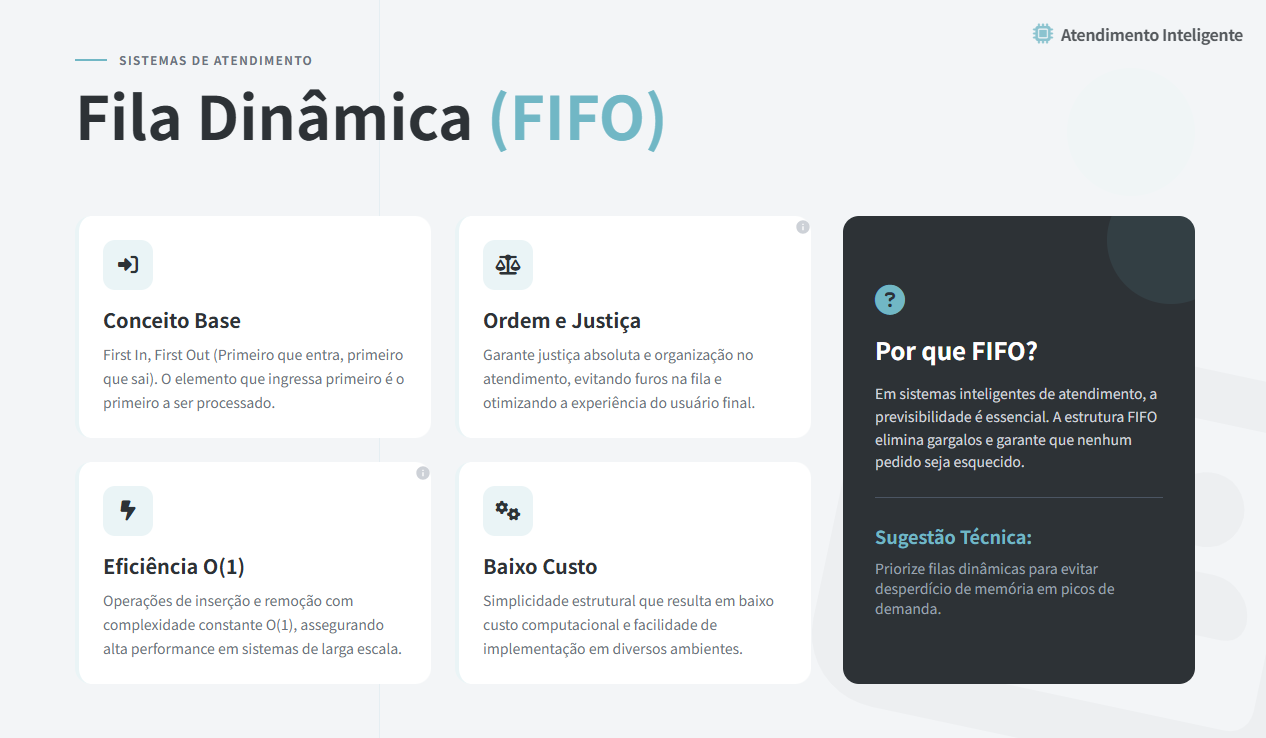 Atendimento Inteligente
SISTEMAS DE ATENDIMENTO
Fila Dinâmica (FIFO)
Conceito Base
First In, First Out (Primeiro que entra, primeiro
que sai). O elemento que ingressa primeiro é o
primeiro a ser processado.
Ordem e Justiça
Garante justiça absoluta e organização no
atendimento, evitando furos na fila e
otimizando a experiência do usuário final.
Eficiência O(1)
Operações de inserção e remoção com
complexidade constante O(1), assegurando
alta performance em sistemas de larga escala.
Baixo Custo
Simplicidade estrutural que resulta em baixo
custo computacional e facilidade de
implementação em diversos ambientes.
?
Por que FIFO?
Em sistemas inteligentes de atendimento, a
previsibilidade é essencial. A estrutura FIFO
elimina gargalos e garante que nenhum
pedido seja esquecido.
Sugestão Técnica:
Priorize filas dinâmicas para evitar
desperdício de memória em picos de
demanda.